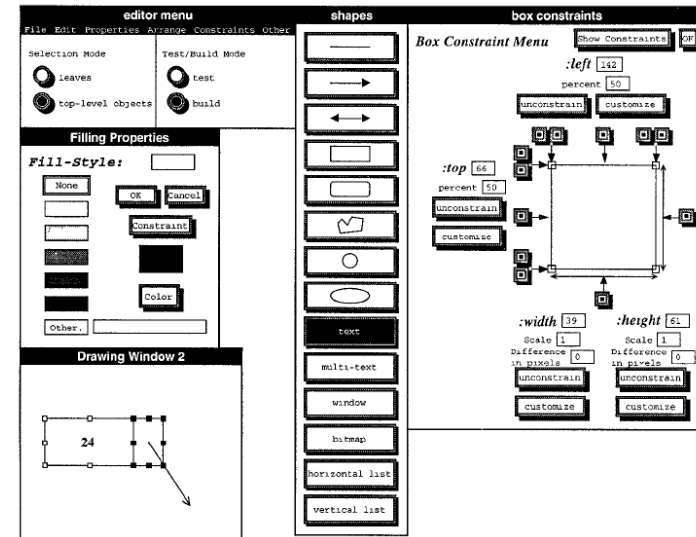 editor menu
File Edit Properties Arrange Constraints Other
Selection Mode
leaves
top-level objects
Test/Build Mode
test
build
Filling Properties
Fill-Style:
None
OK Cancel
Constraint
Color
Other.
Drawing Window 2
24
shapes
text
multi-text
window
bitmap
horizontal list
vertical list
box constraints
Box Constraint Menu
Show Constraints
OK
:left 142
percent 50
unconstrain customize
:top 66
percent 50
unconstrain
customize
:width 39
Scale 1
Difference
in pixels 0
unconstrain
customize
:height 61
Scale 1
Difference
in pixels 0
unconstrain
customize